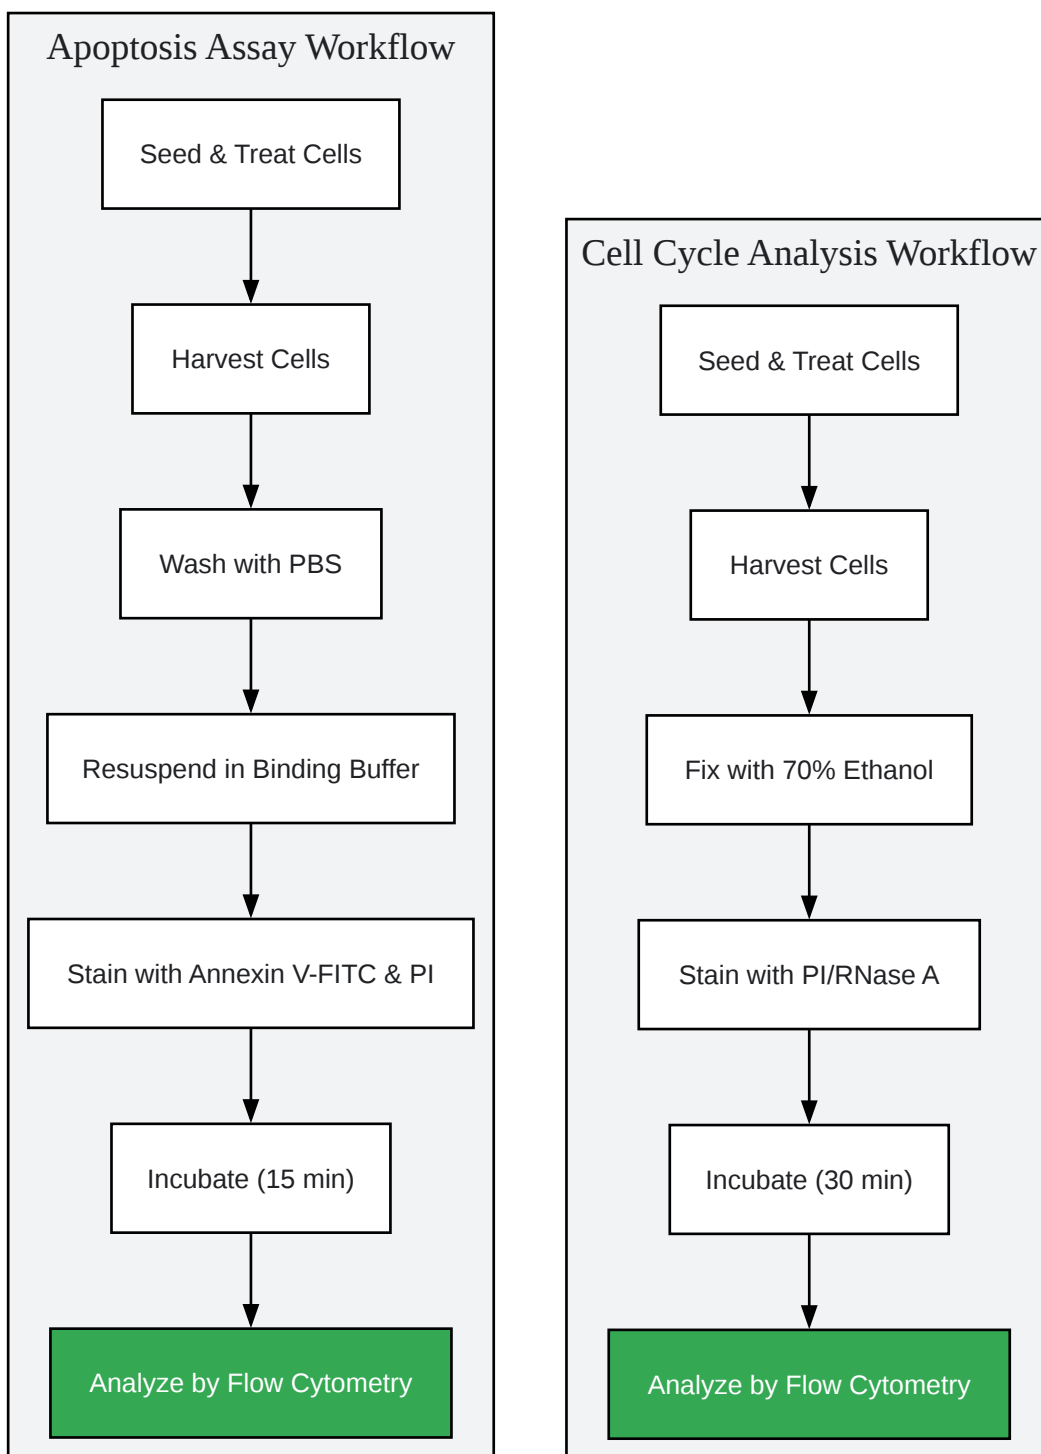 Apoptosis Assay Workflow
Seed & Treat Cells
Harvest Cells
Wash with PBS
Resuspend in Binding Buffer
Stain with Annexin V-FITC & PI
Incubate (15 min)
Analyze by Flow Cytometry
Cell Cycle Analysis Workflow
Seed & Treat Cells
Harvest Cells
Fix with 70% Ethanol
Stain with PI/RNase A
Incubate (30 min)
Analyze by Flow Cytometry